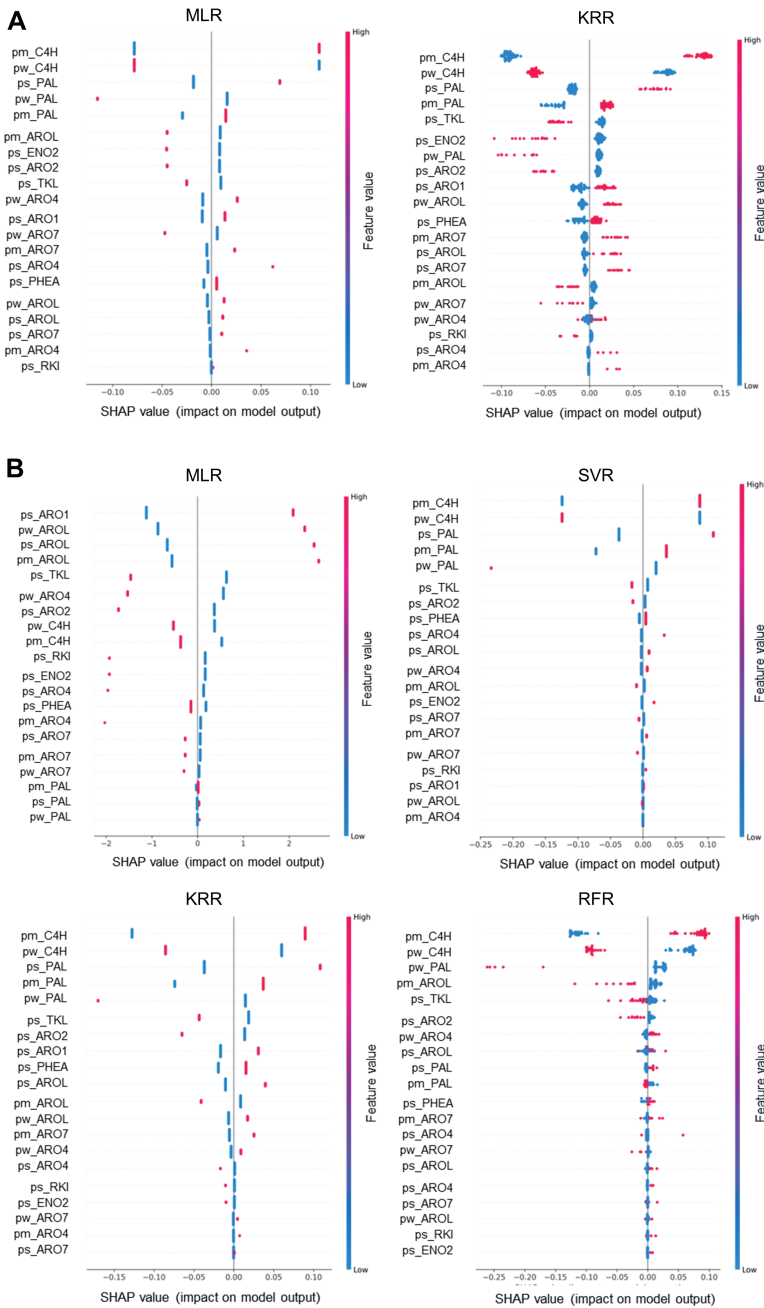 A
MLR
pm_C4H
pw_C4H
ps_PAL
pw_PAL
pm_PAL
pm_AROL
ps_ENO2
ps_ARO2
ps_TKL
pw_ARO4
ps_ARO1
pw_ARO7
pm_ARO7
ps_ARO4
ps_PHEA
pw_AROL
ps_AROL
ps_ARO7
pm_ARO4
ps_RKI
−0.10 −0.05 0.00 0.05 0.10
SHAP value (impact on model output)
High
Feature value
Low
KRR
pm_C4H
pw_C4H
ps_PAL
pm_PAL
ps_TKL
ps_ENO2
pw_PAL
ps_ARO2
ps_ARO1
pw_AROL
ps_PHEA
pm_ARO7
ps_AROL
ps_ARO7
pm_AROL
pw_ARO7
pw_ARO4
ps_RKI
ps_ARO4
pm_ARO4
−0.10 −0.05 0.00 0.05 0.10 0.15
SHAP value (impact on model output)
High
Feature value
Low
B
MLR
ps_ARO1
pw_AROL
ps_AROL
pm_AROL
ps_TKL
pw_ARO4
ps_ARO2
pw_C4H
pm_C4H
ps_RKI
ps_ENO2
ps_ARO4
ps_PHEA
pm_ARO4
ps_ARO7
pm_ARO7
pw_ARO7
pm_PAL
ps_PAL
pw_PAL
−2 −1 0 1 2
SHAP value (impact on model output)
High
Feature value
Low
SVR
pm_C4H
pw_C4H
ps_PAL
pm_PAL
pw_PAL
ps_TKL
ps_ARO2
ps_PHEA
ps_ARO4
ps_AROL
pw_ARO4
pm_AROL
ps_ENO2
ps_ARO7
pm_ARO7
pw_ARO7
ps_RKI
ps_ARO1
pw_AROL
pm_ARO4
−0.25 −0.20 −0.15 −0.10 −0.05 0.00 0.05 0.10
SHAP value (impact on model output)
High
Feature value
Low
KRR
pm_C4H
pw_C4H
ps_PAL
pm_PAL
pw_PAL
ps_TKL
ps_ARO2
ps_ARO1
ps_PHEA
ps_AROL
pm_AROL
pw_AROL
pm_ARO7
pw_ARO4
ps_ARO4
ps_RKI
ps_ENO2
pw_ARO7
pm_ARO4
ps_ARO7
−0.15 −0.10 −0.05 0.00 0.05 0.10
SHAP value (impact on model output)
High
Feature value
Low
RFR
pm_C4H
pw_C4H
pw_PAL
pm_AROL
ps_TKL
ps_ARO2
pw_ARO4
ps_AROL
ps_PAL
pm_PAL
ps_PHEA
pm_ARO7
ps_ARO4
pw_ARO7
ps_AROL
ps_ARO4
ps_ARO7
pw_AROL
ps_RKI
ps_ENO2
−0.25 −0.20 −0.15 −0.10 −0.05 0.00 0.05 0.10
SHAP value (impact on model output)
High
Feature value
Low